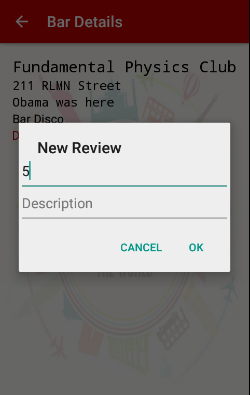 Bar Details
Fundamental Physics Club
211 RLMN Street
Obama was here
Bar Disco
New Review
5
Description
CANCEL
OK